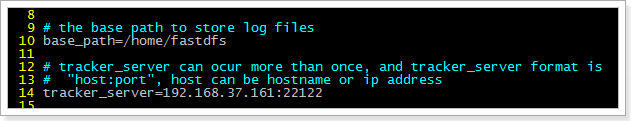 8
9 # the base path to store log files
10 base_path=/home/fastdfs
11
12 # tracker_server can ocur more than once, and tracker_server format is
13 #  "host:port", host can be hostname or ip address
14 tracker_server=192.168.37.161:22122
15